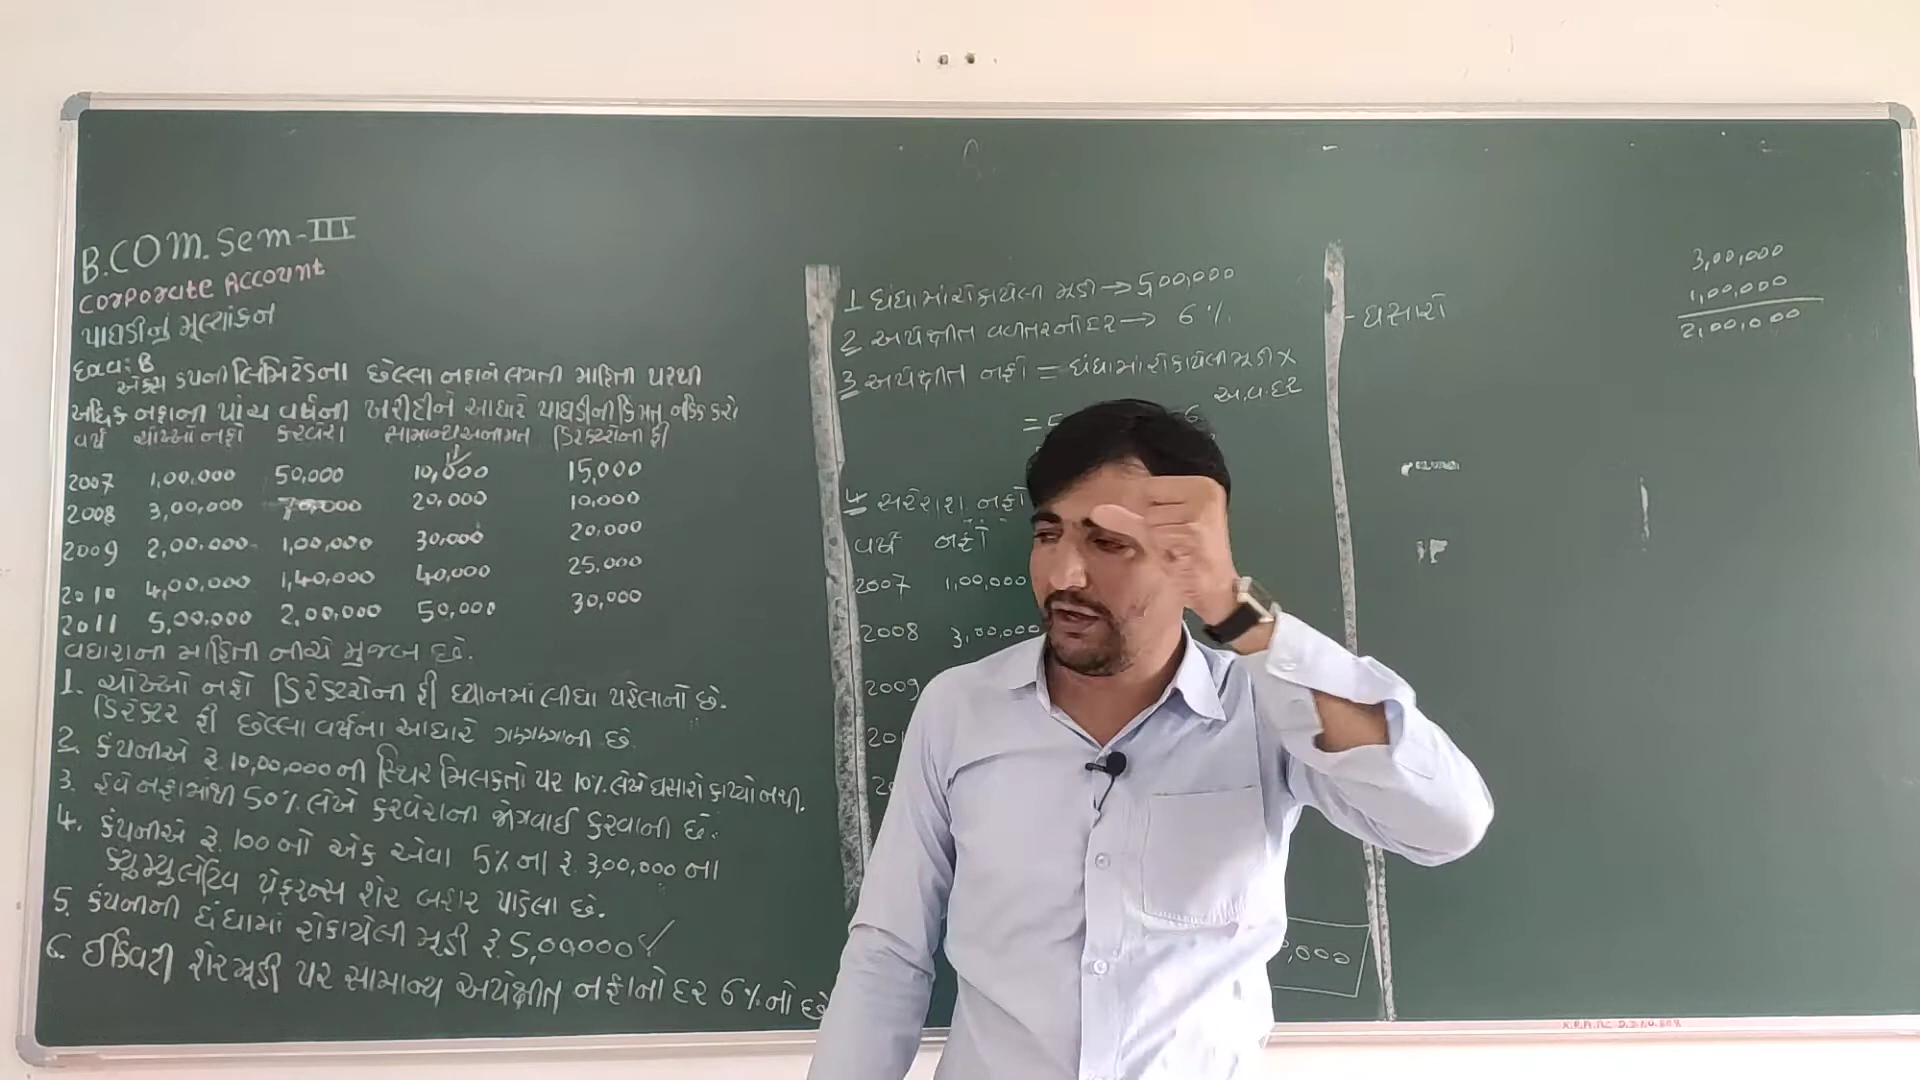 B.COM. Sem-III
Corporate Account
પાઘડીનું મૂલ્યાંકન
દાખલો: B
એક્સ કંપની લિમિટેડના છેલ્લા નફાને લગતી માહિતી પરથી
અધિક નફાની પાંચ વર્ષની ખરીદીને આધારે પાઘડીની કિંમત નક્કિ કરો
વર્ષ ચોખ્ખો નફો કરવેરા સામાન્ય અનામત ડિરેક્ટરોની ફી
2007 1,00,000 50,000 10,000 15,000
2008 3,00,000 70,000 20,000 10,000
2009 2,00,000 1,00,000 30,000 20,000
2010 4,00,000 1,40,000 40,000 25,000
2011 5,00,000 2,00,000 50,000 30,000
વધારાની માહિતી નીચે મુજબ છે.
1. ચોખ્ખો નફો ડિરેક્ટરોની ફી ધ્યાનમાં લીધા પહેલાનો છે.
ડિરેક્ટર ફી છેલ્લા વર્ષના આધારે ગણવાની છે
2. કંપનીએ રૂ. 10,00,000 ની સ્થિર મિલકતો પર 10% લેખે ઘસારો કાપ્યો નથી.
3. હવે નફામાંથી 50% લેખે કરવેરાની જોગવાઈ કરવાની છે.
4. કંપનીએ રૂ. 100 નો એક એવા 5% ના રૂ. 3,00,000 ના
ક્યુમ્યુલેટિવ પ્રેફરન્સ શેર બહાર પાડેલા છે.
5. કંપનીની ધંધામાં રોકાયેલી મૂડી રૂ. 5,00000 ✓
6. ઈક્વિટી શેરમૂડી પર સામાન્ય અપેક્ષીત નફાનો દર 6% નો છે
1 ધંધામાં રોકાયેલી મૂડી → 5,00,000
2 અપેક્ષીત વળતરનો દર → 6%
3 અપેક્ષીત નફો = ધંધામાં રોકાયેલી મૂડી ×
અ.વ.દર
= 5
4 સરેરાશ નફો
વર્ષ નફો
2007 1,00,000
2008 3,00,000
2009
201
,000
- ઘસારો
3,00,000
1,00,000
2,00,000